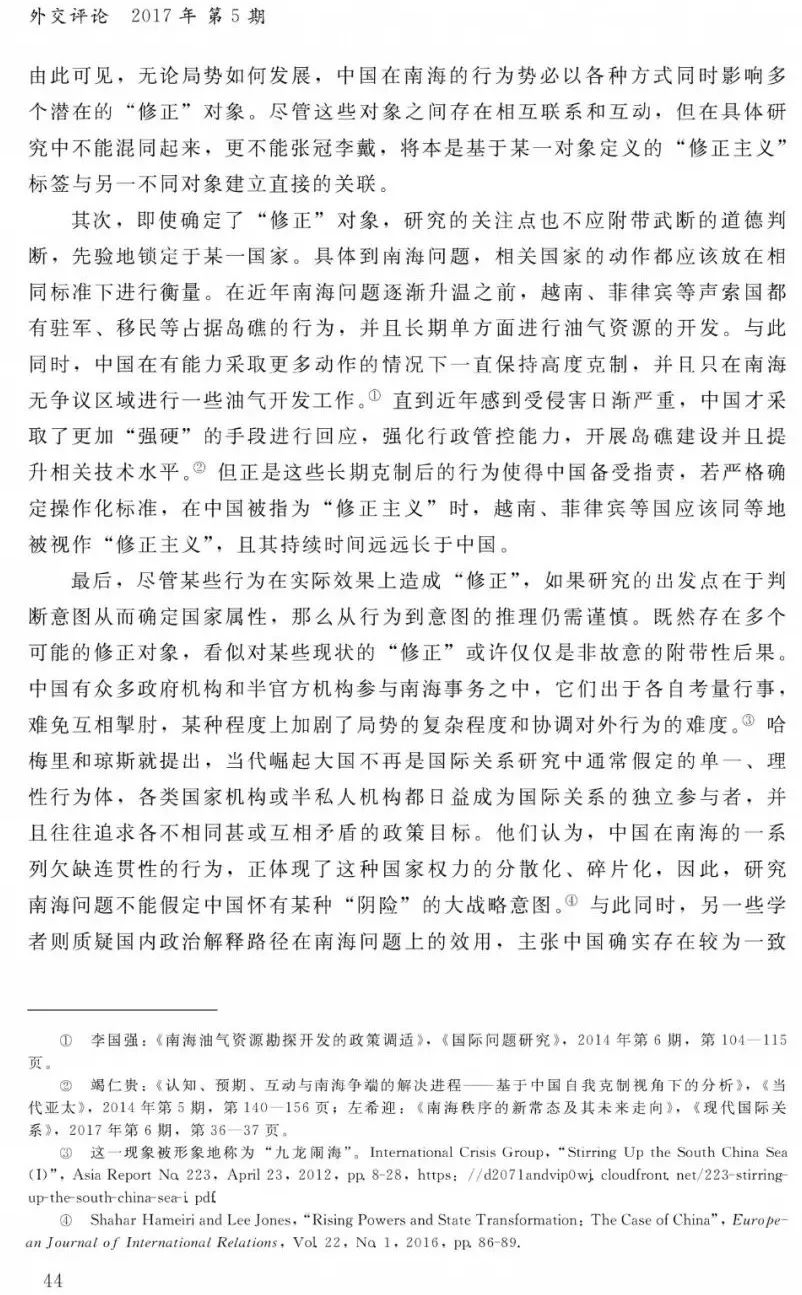 外交评论 2017 年 第 5 期
由此可见，无论局势如何发展，中国在南海的行为势必以各种方式同时影响多
个潜在的“修正”对象。尽管这些对象之间存在相互联系和互动，但在具体研
究中不能混同起来，更不能张冠李戴，将本是基于某一对象定义的“修正主义”
标签与另一不同对象建立直接的关联。
其次，即使确定了“修正”对象，研究的关注点也不应附带武断的道德判
断，先验地锁定于某一国家。具体到南海问题，相关国家的动作都应该放在相
同标准下进行衡量。在近年南海问题逐渐升温之前，越南、菲律宾等声索国都
有驻军、移民等占据岛礁的行为，并且长期单方面进行油气资源的开发。与此
同时，中国在有能力采取更多动作的情况下一直保持高度克制，并且只在南海
无争议区域进行一些油气开发工作。① 直到近年感到受侵害日渐严重，中国才采
取了更加“强硬”的手段进行回应，强化行政管控能力，开展岛礁建设并且提
升相关技术水平。② 但正是这些长期克制后的行为使得中国备受指责，若严格确
定操作化标准，在中国被指为“修正主义”时，越南、菲律宾等国应该同等地
被视作“修正主义”，且其持续时间远远长于中国。
最后，尽管某些行为在实际效果上造成“修正”，如果研究的出发点在于判
断意图从而确定国家属性，那么从行为到意图的推理仍需谨慎。既然存在多个
可能的修正对象，看似对某些现状的“修正”或许仅仅是非故意的附带性后果。
中国有众多政府机构和半官方机构参与南海事务之中，它们出于各自考量行事，
难免互相掣肘，某种程度上加剧了局势的复杂程度和协调对外行为的难度。③ 哈
梅里和琼斯就提出，当代崛起大国不再是国际关系研究中通常假定的单一、理
性行为体，各类国家机构或半私人机构都日益成为国际关系的独立参与者，并
且往往追求各不相同甚或互相矛盾的政策目标。他们认为，中国在南海的一系
列欠缺连贯性的行为，正体现了这种国家权力的分散化、碎片化，因此，研究
南海问题不能假定中国怀有某种“阴险”的大战略意图。④ 与此同时，另一些学
者则质疑国内政治解释路径在南海问题上的效用，主张中国确实存在较为一致
① 李国强：《南海油气资源勘探开发的政策调适》，《国际问题研究》，2014 年第 6 期，第 104—115
页。
② 竭仁贵：《认知、预期、互动与南海争端的解决进程——基于中国自我克制视角下的分析》，《当
代亚太》，2014 年第 5 期，第 140—156 页；左希迎：《南海秩序的新常态及其未来走向》，《现代国际关
系》，2017 年第 6 期，第 36—37 页。
③ 这一现象被形象地称为“九龙闹海”。International Crisis Group，“Stirring Up the South China Sea
(I)”，Asia Report No. 223，April 23，2012，pp. 8-28，https：//d2071andvip0wj. cloudfront. net/223-stirring-
up-the-south-china-sea-i. pdf.
④ Shahar Hameiri and Lee Jones，“Rising Powers and State Transformation：The Case of China”，Europe-
an Journal of International Relations，Vol. 22，No. 1，2016，pp. 86-89.
44